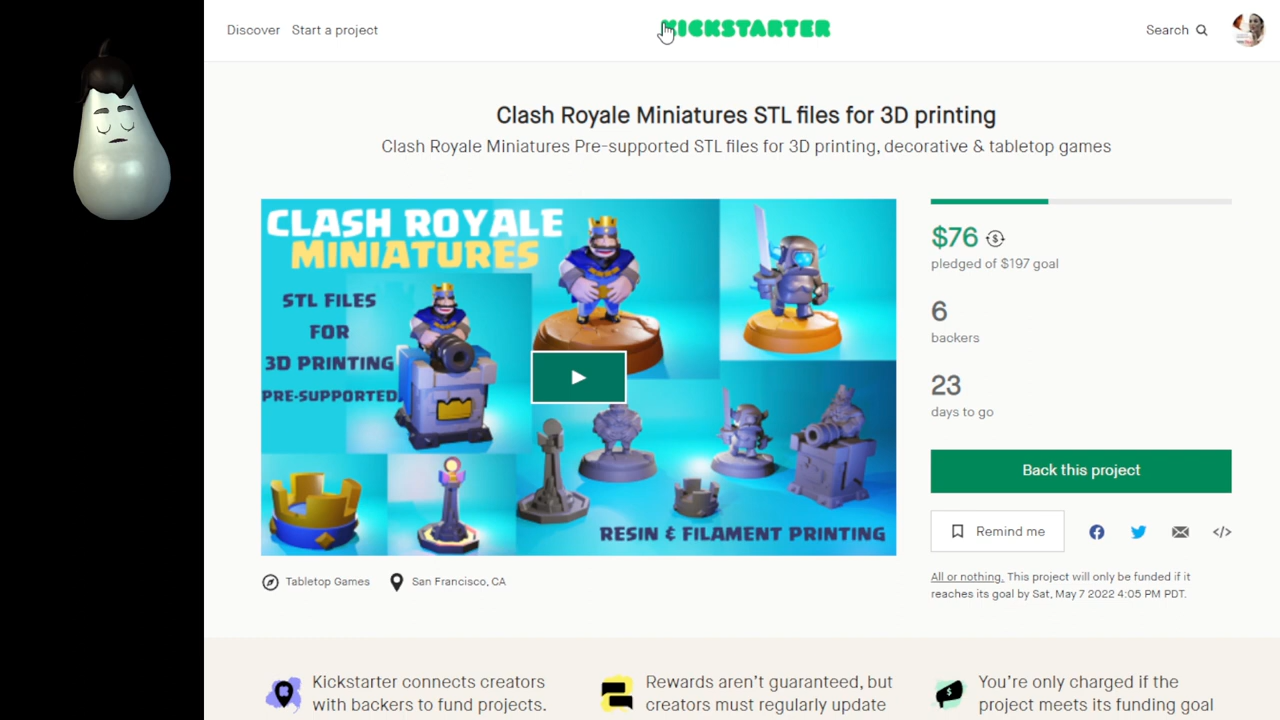 Discover Start a project
KICKSTARTER
Search
Clash Royale Miniatures STL files for 3D printing
Clash Royale Miniatures Pre-supported STL files for 3D printing, decorative & tabletop games
CLASH ROYALE
MINIATURES
STL FILES
FOR
3D PRINTING
PRE-SUPPORTED
RESIN & FILAMENT PRINTING
$76
pledged of $197 goal
6
backers
23
days to go
Back this project
Remind me
All or nothing. This project will only be funded if it
reaches its goal by Sat, May 7 2022 4:05 PM PDT.
Tabletop Games San Francisco, CA
Kickstarter connects creators
with backers to fund projects.
Rewards aren't guaranteed, but
creators must regularly update
You're only charged if the
project meets its funding goal